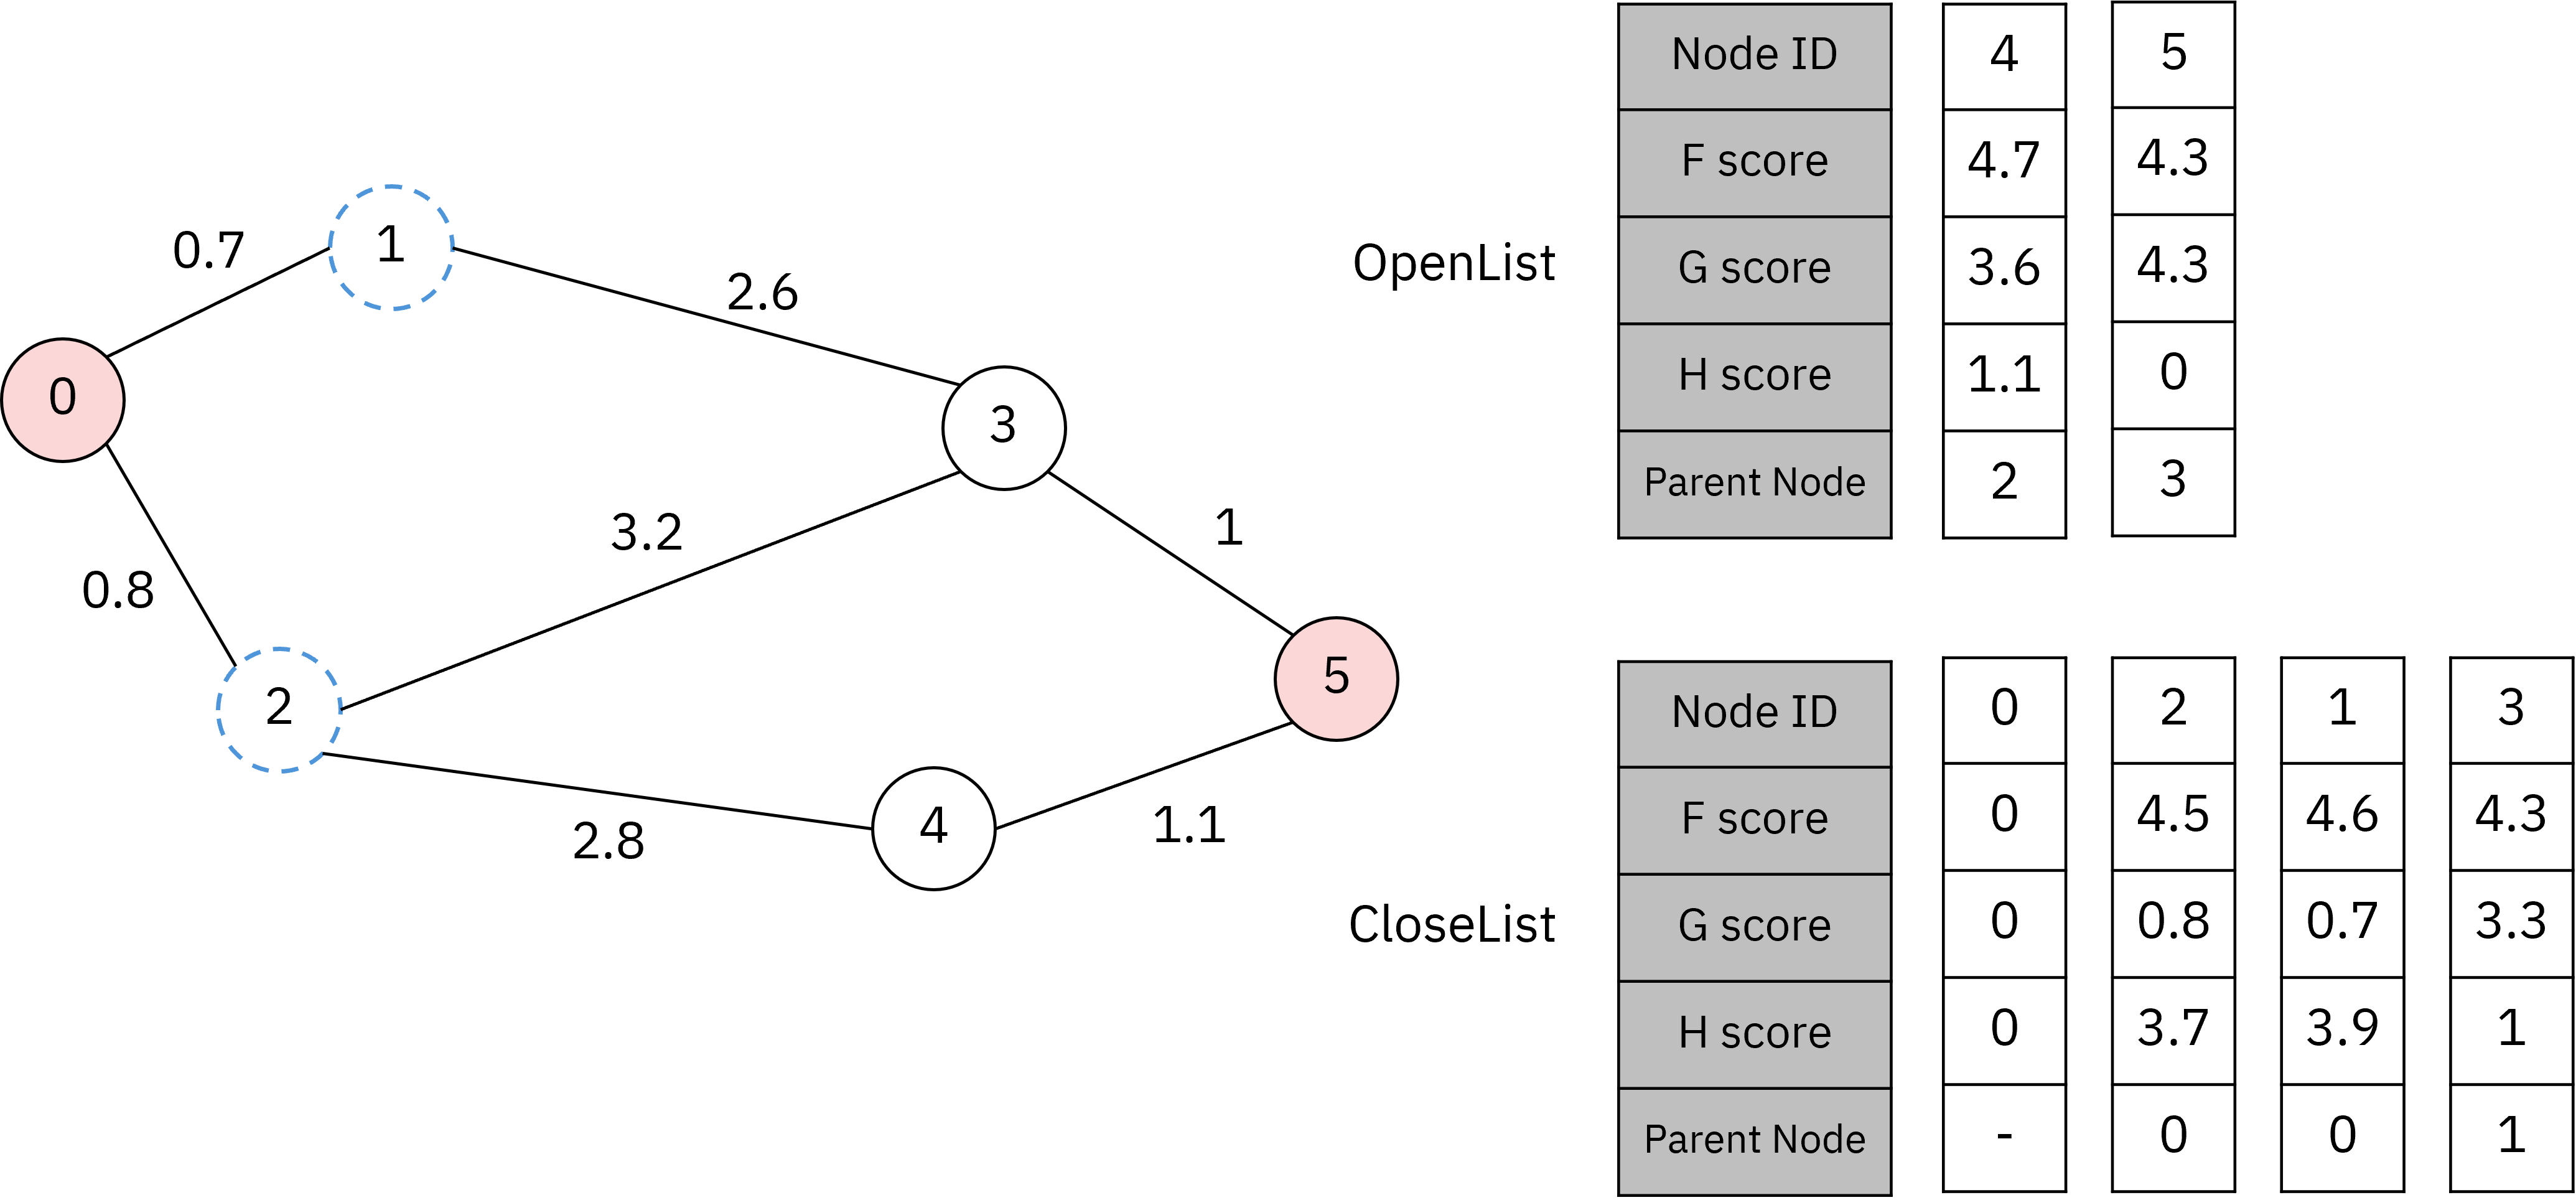 0.7
1
2.6
0
3
0.8
3.2
1
2
5
2.8
4
1.1
OpenList
Node ID 4 5
F score 4.7 4.3
G score 3.6 4.3
H score 1.1 0
Parent Node 2 3
CloseList
Node ID 0 2 1 3
F score 0 4.5 4.6 4.3
G score 0 0.8 0.7 3.3
H score 0 3.7 3.9 1
Parent Node - 0 0 1